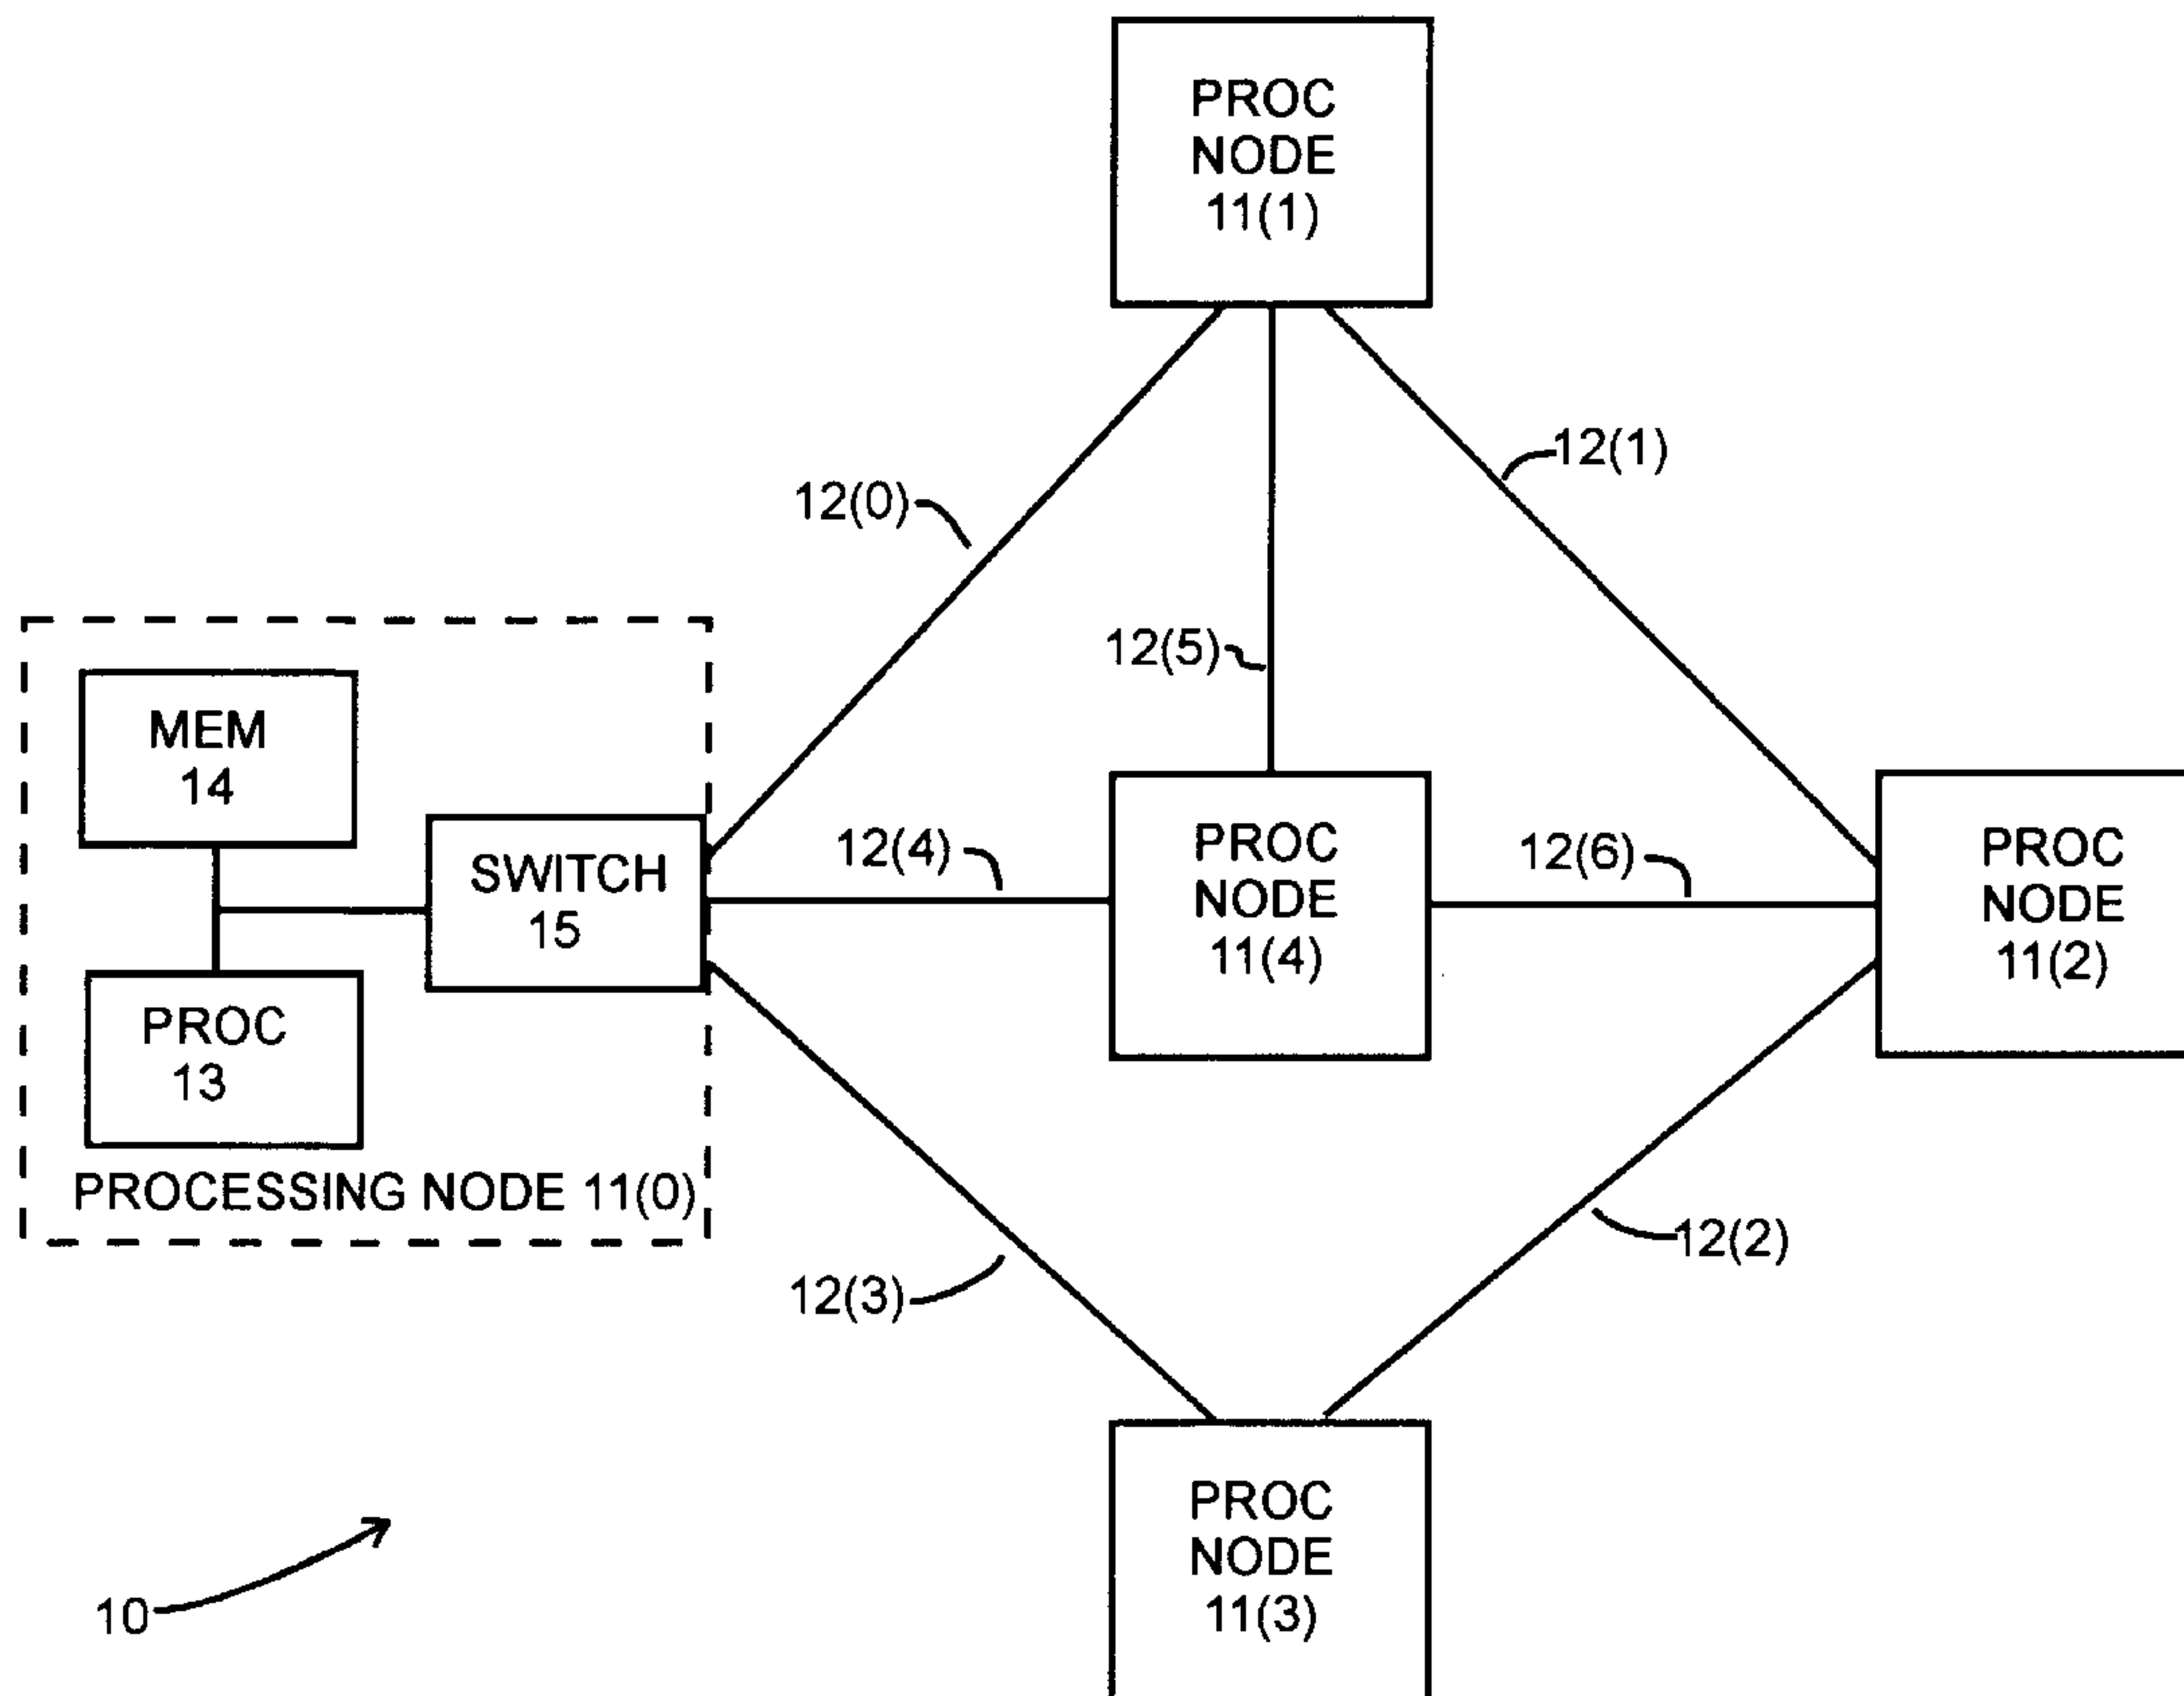 PROC
NODE
11(1)
12(1)
12(0)
12(5)
MEM
14
SWITCH
15
12(4)
PROC
NODE
11(4)
12(6)
PROC
NODE
11(2)
PROC
13
PROCESSING NODE 11(0)
12(3)
12(2)
PROC
NODE
11(3)
10